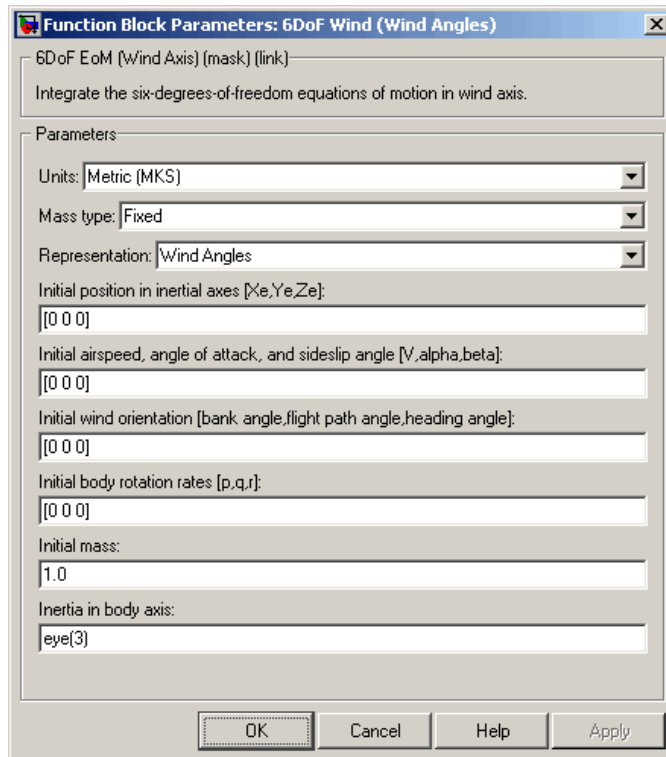 Function Block Parameters: 6DoF Wind (Wind Angles)
6DoF EoM (Wind Axis) (mask) (link)
Integrate the six-degrees-of-freedom equations of motion in wind axis.
Parameters
Units: Metric (MKS)
Mass type: Fixed
Representation: Wind Angles
Initial position in inertial axes [Xe,Ye,Ze]:
[0 0 0]
Initial airspeed, angle of attack, and sideslip angle [V,alpha,beta]:
[0 0 0]
Initial wind orientation [bank angle,flight path angle,heading angle]:
[0 0 0]
Initial body rotation rates [p,q,r]:
[0 0 0]
Initial mass:
1.0
Inertia in body axis:
eye(3)
OK Cancel Help Apply